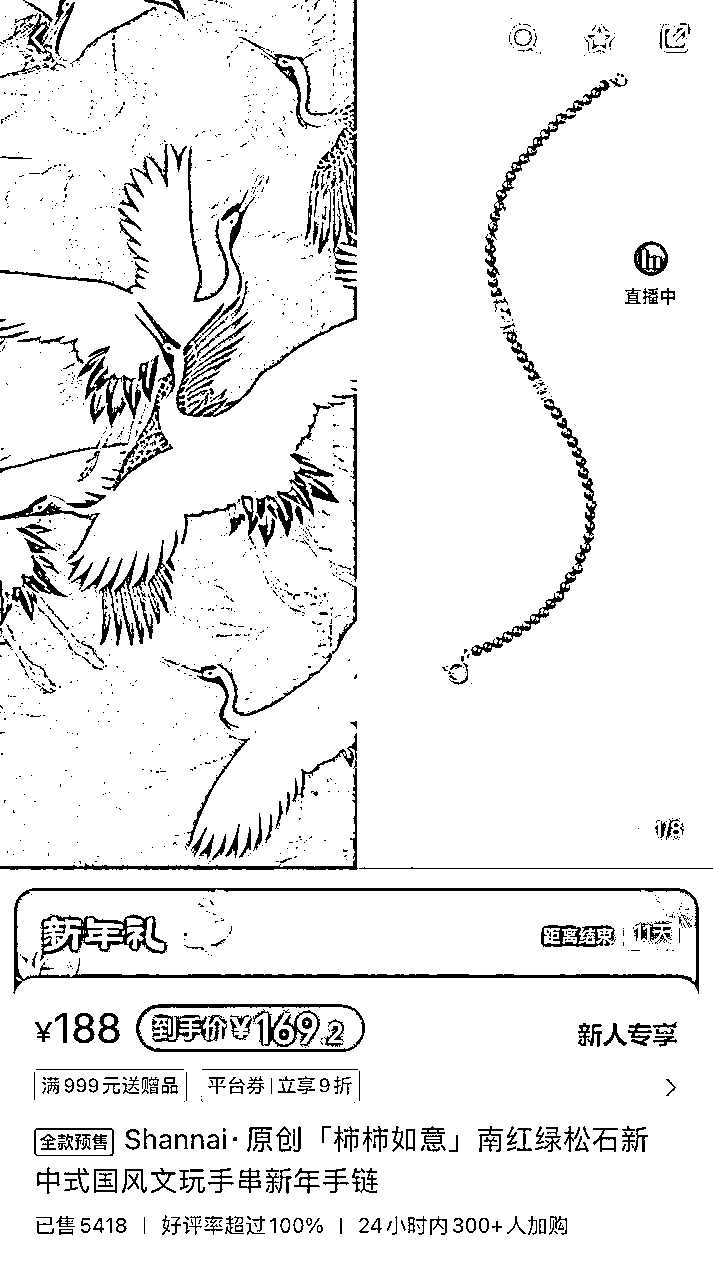 直播中
1/8
新年礼
距离结束 11天
¥188 到手价¥169.2 新人专享
满999元送赠品 平台券|立享9折
全款预售 Shannai·原创「柿柿如意」南红绿松石新
中式国风文玩手串新年手链
已售5418 | 好评率超过100% | 24小时内300+人加购